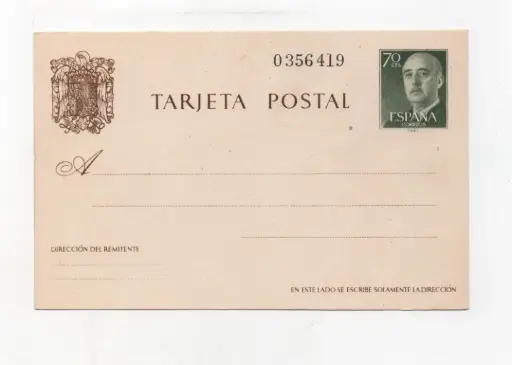 0356419
70
CTS
TARJETA POSTAL
ESPAÑA
CORREOS
A
DIRECCIÓN DEL REMITENTE
EN ESTE LADO SE ESCRIBE SOLAMENTE LA DIRECCIÓN